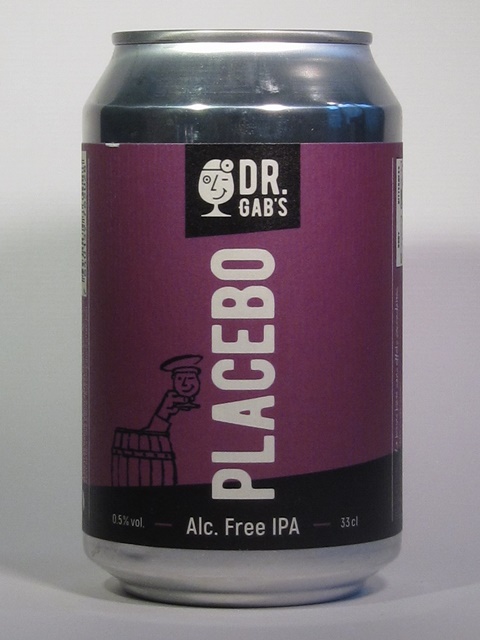 DR.
GAB'S
PLACEBO
0.5% vol. — Alc. Free IPA — 33 cl